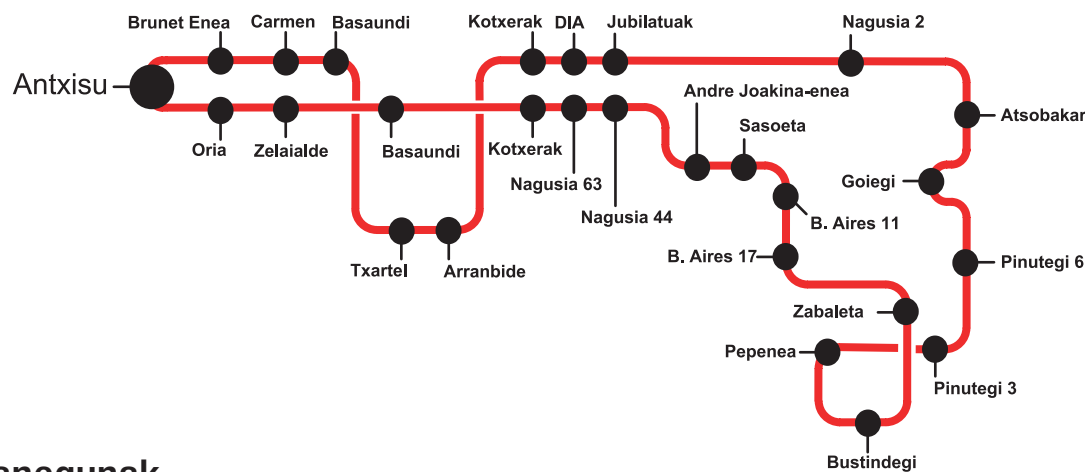 Brunet Enea
Carmen
Basaundi
Kotxerak
DIA
Jubilatuak
Nagusia 2
Antxisu
Andre Joakina-enea
Atsobakar
Sasoeta
Oria
Zelaialde
Basaundi
Kotxerak
Nagusia 63
Goiegi
Nagusia 44
B. Aires 11
B. Aires 17
Pinutegi 6
Txartel
Arranbide
Zabaleta
Pepenea
Pinutegi 3
Bustindegi